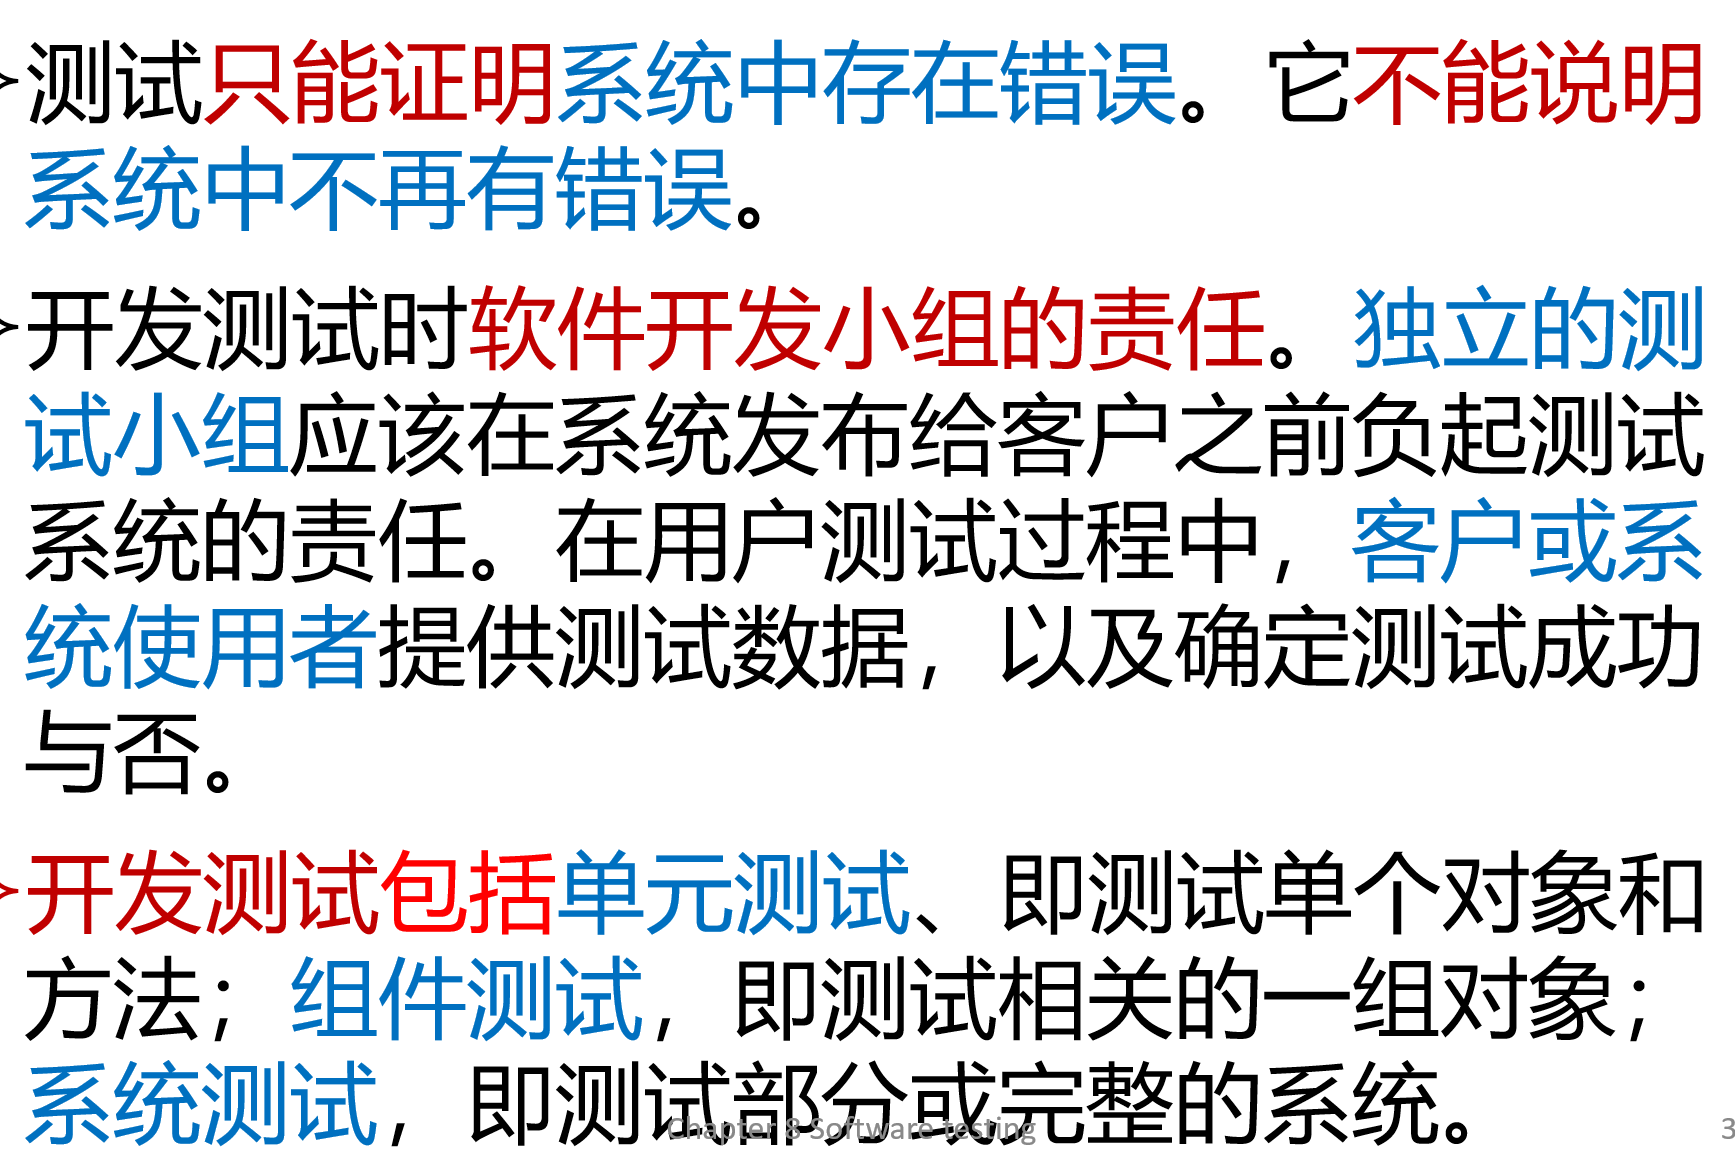 ➢测试只能证明系统中存在错误。它不能说明
系统中不再有错误。
➢开发测试时软件开发小组的责任。独立的测
试小组应该在系统发布给客户之前负起测试
系统的责任。在用户测试过程中，客户或系
统使用者提供测试数据，以及确定测试成功
与否。
➢开发测试包括单元测试、即测试单个对象和
方法；组件测试，即测试相关的一组对象；
系统测试，即测试部分或完整的系统。
Chapter 8 Software testing